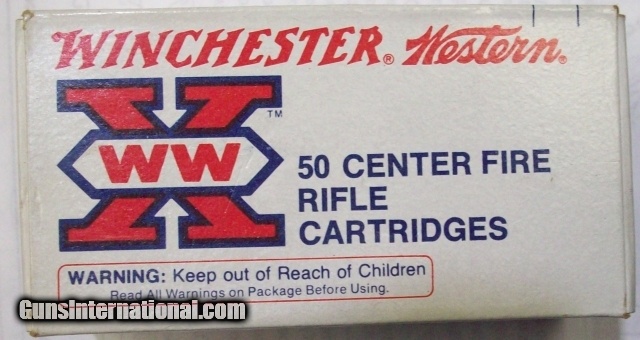 WINCHESTER® Western®
WW
TM
50 CENTER FIRE
RIFLE
CARTRIDGES
WARNING: Keep out of Reach of Children
Read All Warnings on Package Before Using.
GunsInternational.com